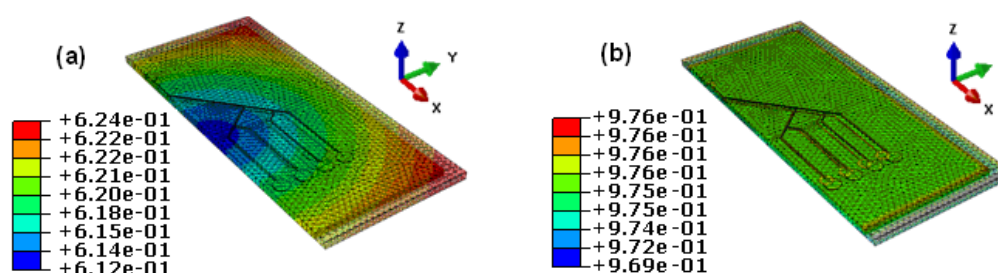 (a)
Z
Y
X
+6.24e-01
+6.22e-01
+6.22e-01
+6.21e-01
+6.20e-01
+6.18e-01
+6.15e-01
+6.14e-01
+6.12e-01
(b)
Z
X
+9.76e-01
+9.76e-01
+9.76e-01
+9.76e-01
+9.75e-01
+9.75e-01
+9.74e-01
+9.72e-01
+9.69e-01